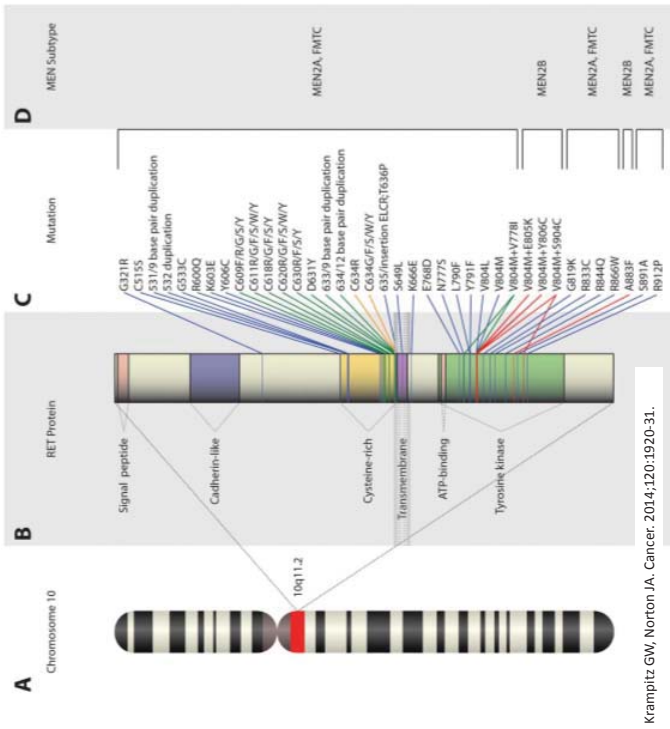 A
Chromosome 10
10q11.2
B
RET Protein
Signal peptide
Cadherin-like
Cysteine-rich
Transmembrane
ATP-binding
Tyrosine kinase
C
Mutation
G321R
C515S
531/9 base pair duplication
532 duplication
G533C
R600Q
K603E
Y606C
C609F/R/G/S/Y
C611R/G/F/S/W/Y
C618R/G/F/S/Y
C620R/G/F/S/W/Y
C630R/F/S/Y
D631Y
633/9 base pair duplication
634/12 base pair duplication
C634R
C634G/F/S/W/Y
635/insertion ELCR;T636P
S649L
K666E
E768D
N777S
L790F
Y791F
V804L
V804M
V804M+V778I
V804M+E805K
V804M+Y806C
V804M+S904C
G819K
R833C
R844Q
R866W
A883F
S891A
R912P
D
MEN Subtype
MEN2A, FMTC
MEN2B
MEN2A, FMTC
MEN2B
MEN2A, FMTC
Krampitz GW, Norton JA. Cancer. 2014;120:1920-31.